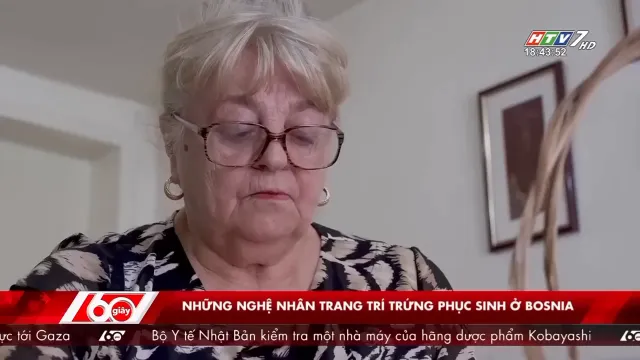 HTV7 HD
18:43:52
60 giây
NHỮNG NGHỆ NHÂN TRANG TRÍ TRỨNG PHỤC SINH Ở BOSNIA
ực tới Gaza 60 Bộ Y tế Nhật Bản kiểm tra một nhà máy của hãng dược phẩm Kobayashi